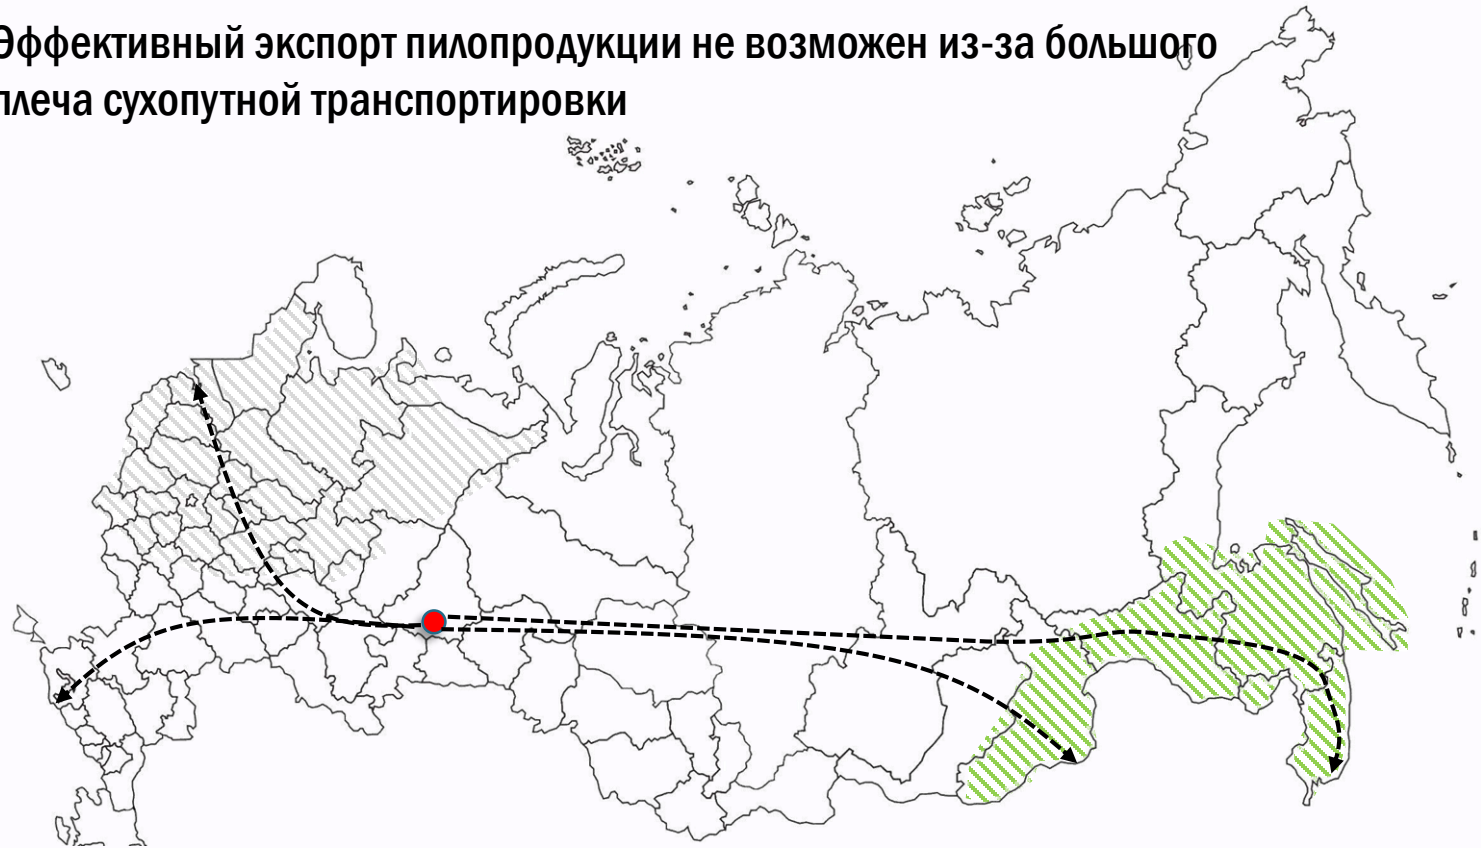 Эффективный экспорт пилопродукции не возможен из-за большого
плеча сухопутной транспортировки